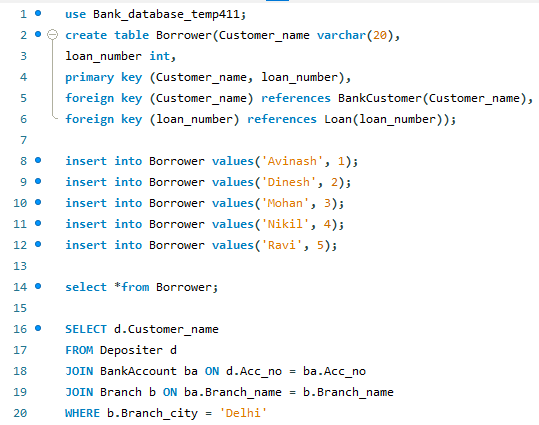 1 use Bank_database_temp411;
2 create table Borrower(Customer_name varchar(20),
3 loan_number int,
4 primary key (Customer_name, loan_number),
5 foreign key (Customer_name) references BankCustomer(Customer_name),
6 foreign key (loan_number) references Loan(loan_number));
7
8 insert into Borrower values('Avinash', 1);
9 insert into Borrower values('Dinesh', 2);
10 insert into Borrower values('Mohan', 3);
11 insert into Borrower values('Nikil', 4);
12 insert into Borrower values('Ravi', 5);
13
14 select *from Borrower;
15
16 SELECT d.Customer_name
17 FROM Depositer d
18 JOIN BankAccount ba ON d.Acc_no = ba.Acc_no
19 JOIN Branch b ON ba.Branch_name = b.Branch_name
20 WHERE b.Branch_city = 'Delhi'